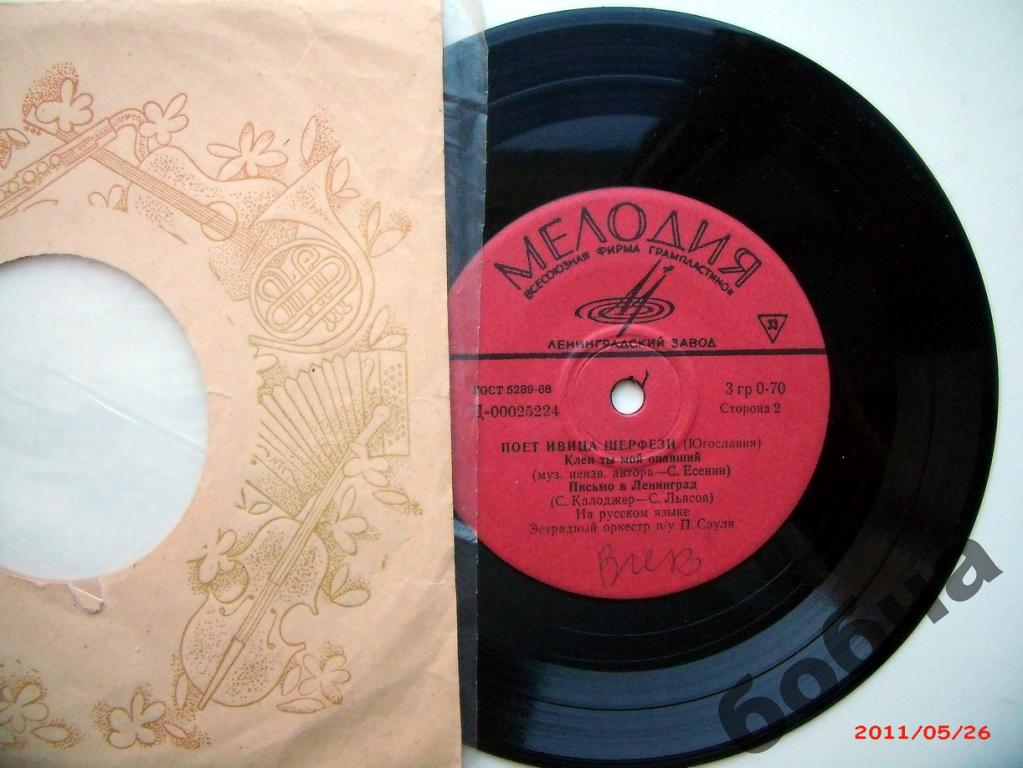 МЕЛОДИЯ
ВСЕСОЮЗНАЯ ФИРМА ГРАМПЛАСТИНОК
33
ЛЕНИНГРАДСКИЙ ЗАВОД
ГОСТ 5289-68
3 гр 0-70
Д-00025224
Сторона 2
ПОЕТ ИВИЦА ШЕРФЕЗИ (Югославия)
Клен ты мой опавший
(муз. неизв. автора—С. Есенин)
Письмо в Ленинград
(С. Калоджер—С. Льясов)
На русском языке
Эстрадный оркестр п/у П. Сауля
бобча
2011/05/26